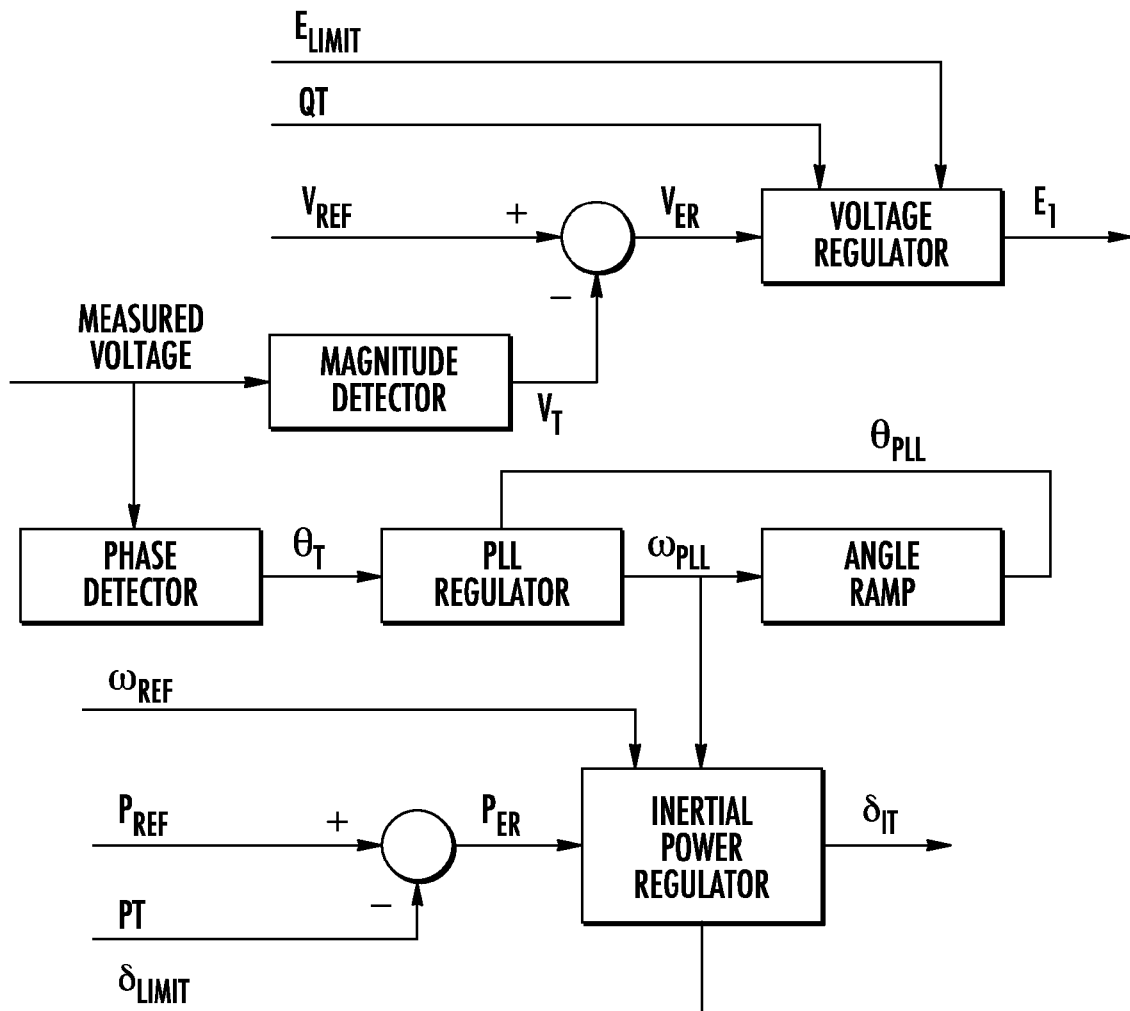 E_LIMIT
QT
V_REF
+
V_ER
VOLTAGE
REGULATOR
E_1
−
MEASURED
VOLTAGE
MAGNITUDE
DETECTOR
V_T
θ_PLL
PHASE
DETECTOR
θ_T
PLL
REGULATOR
ω_PLL
ANGLE
RAMP
ω_REF
P_REF
+
P_ER
INERTIAL
POWER
REGULATOR
δ_IT
−
PT
δ_LIMIT